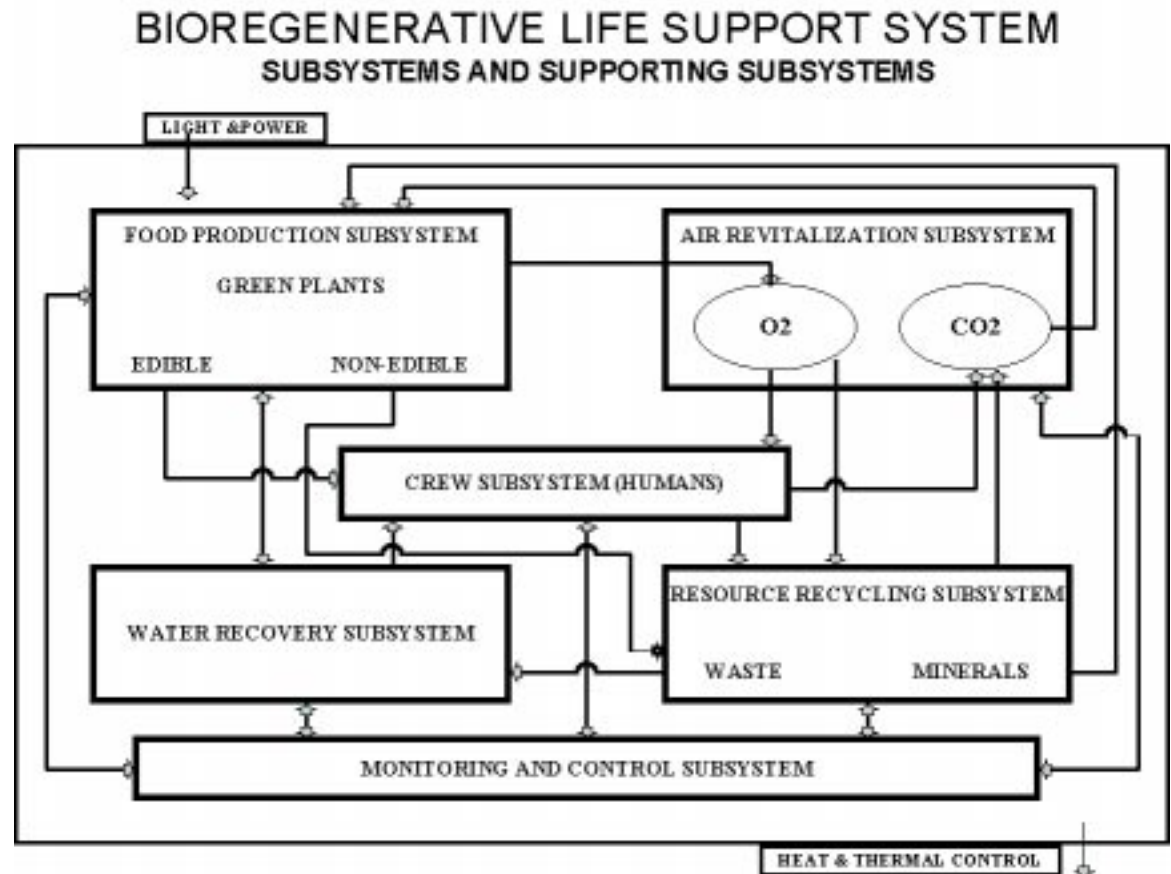 BIOREGENERATIVE LIFE SUPPORT SYSTEM
SUBSYSTEMS AND SUPPORTING SUBSYSTEMS
LIGHT &POWER
FOOD PRODUCTION SUBSYSTEM
GREEN PLANTS
EDIBLE NON-EDIBLE
AIR REVITALIZATION SUBSYSTEM
O2 CO2
CREW SUBSYSTEM (HUMANS)
WATER RECOVERY SUBSYSTEM
RESOURCE RECYCLING SUBSYSTEM
WASTE MINERALS
MONITORING AND CONTROL SUBSYSTEM
HEAT & THERMAL CONTROL